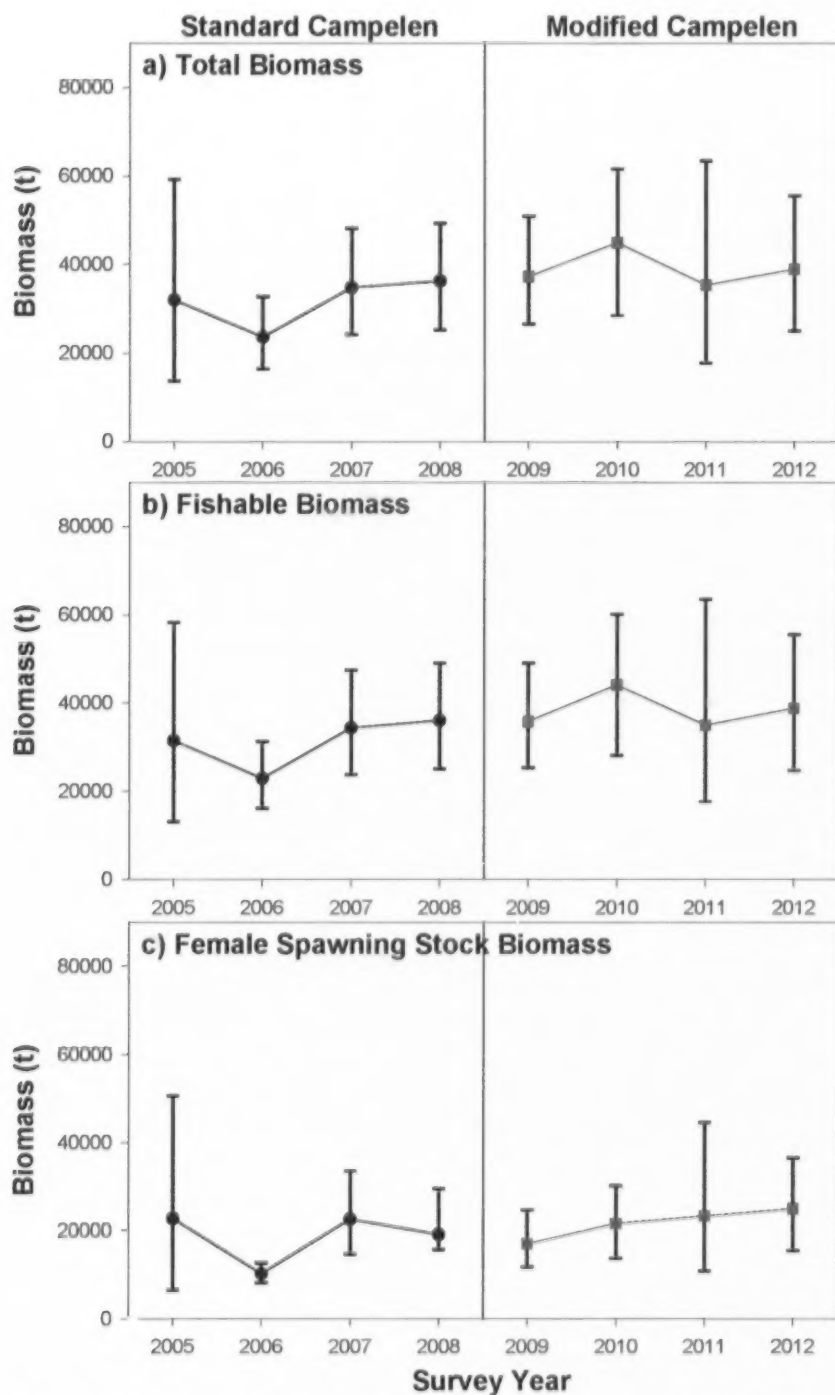 Standard Campelen Modified Campelen
a) Total Biomass
Biomass (t)
80000
60000
40000
20000
0
2005 2006 2007 2008 2009 2010 2011 2012
b) Fishable Biomass
Biomass (t)
80000
60000
40000
20000
0
2005 2006 2007 2008 2009 2010 2011 2012
c) Female Spawning Stock Biomass
Biomass (t)
80000
60000
40000
20000
0
2005 2006 2007 2008 2009 2010 2011 2012
Survey Year